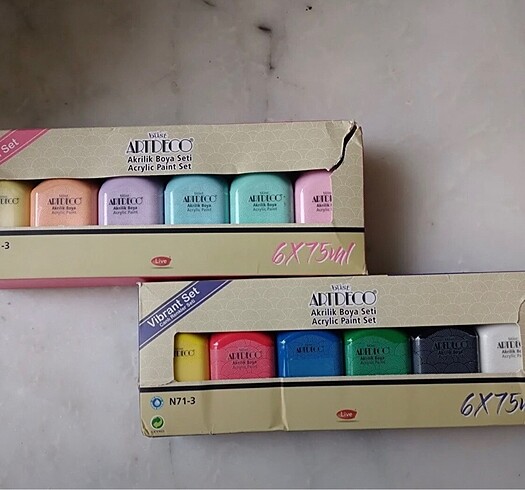 Set
büst
ARTDECO
Akrilik Boya Seti
Acrylic Paint Set
ARTDECO
Akrilik Boya
Acrylic Paint
ARTDECO
Akrilik Boya
Acrylic Paint
ARTDECO
Akrilik Boya
Acrylic Paint
ARTDECO
Akrilik Boya
Acrylic Paint
-3
Live
6X75ml
Vibrant Set
büst
ARTDECO
Akrilik Boya Seti
Acrylic Paint Set
ARTDECO
ARTDECO
ARTDECO
ARTDECO
N71-3
Live
6X75